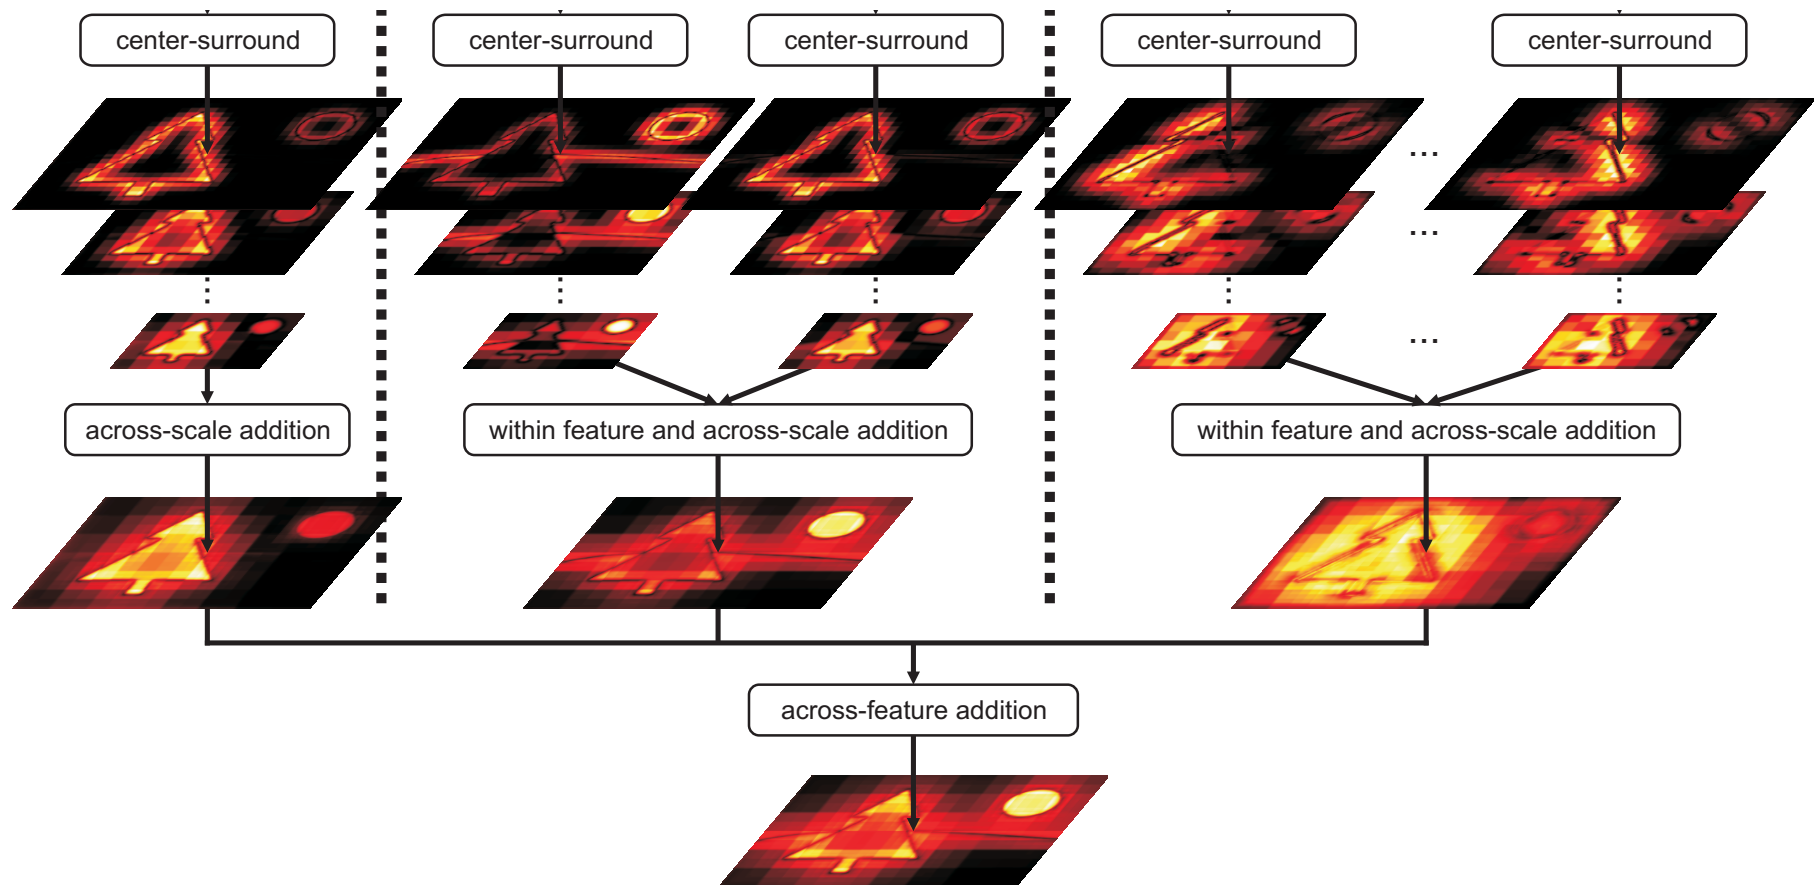 center-surround
center-surround
center-surround
center-surround
center-surround
...
...
...
across-scale addition
within feature and across-scale addition
within feature and across-scale addition
across-feature addition